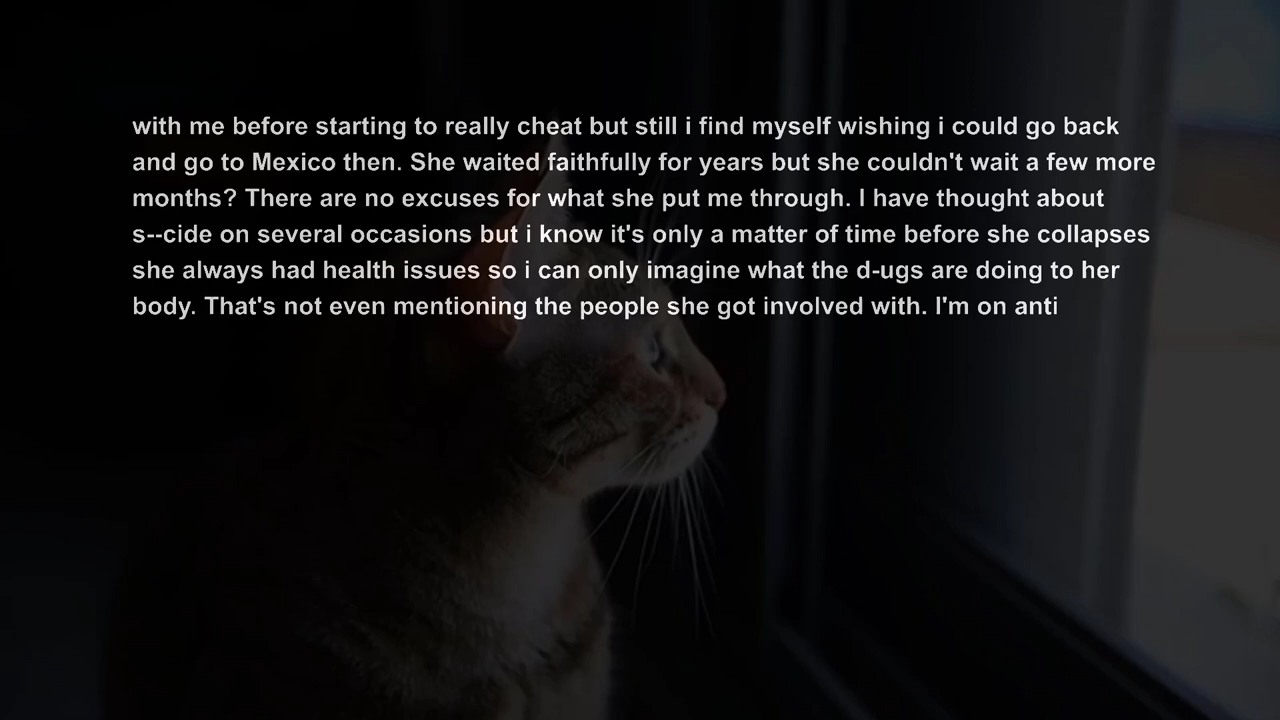 with me before starting to really cheat but still i find myself wishing i could go back
and go to Mexico then. She waited faithfully for years but she couldn't wait a few more
months? There are no excuses for what she put me through. I have thought about
s--cide on several occasions but i know it's only a matter of time before she collapses
she always had health issues so i can only imagine what the d-ugs are doing to her
body. That's not even mentioning the people she got involved with. I'm on anti